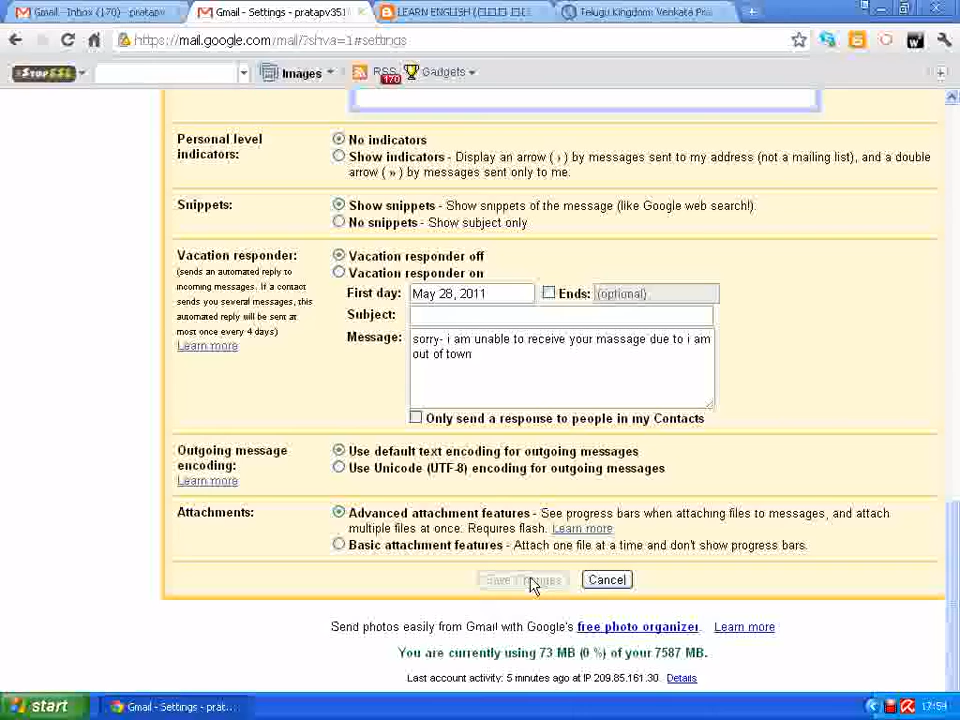 Gmail - Inbox (170) - pratapv
Gmail - Settings - pratapv351
LEARN ENGLISH
Telugu Kingdom: Venkata Pra
https://mail.google.com/mail/?shva=1#settings
Images
RSS
170
Gadgets
Personal level indicators:
No indicators
Show indicators - Display an arrow ( › ) by messages sent to my address (not a mailing list), and a double
arrow ( » ) by messages sent only to me.
Snippets:
Show snippets - Show snippets of the message (like Google web search!).
No snippets - Show subject only
Vacation responder:
(sends an automated reply to
incoming messages. If a contact
sends you several messages, this
automated reply will be sent at
most once every 4 days)
Learn more
Vacation responder off
Vacation responder on
First day: May 28, 2011 Ends: (optional)
Subject:
Message: sorry- i am unable to receive your massage due to i am
out of town
Only send a response to people in my Contacts
Outgoing message
encoding:
Learn more
Use default text encoding for outgoing messages
Use Unicode (UTF-8) encoding for outgoing messages
Attachments:
Advanced attachment features - See progress bars when attaching files to messages, and attach
multiple files at once. Requires flash. Learn more
Basic attachment features - Attach one file at a time and don't show progress bars.
Save Changes Cancel
Send photos easily from Gmail with Google's free photo organizer. Learn more
You are currently using 73 MB (0 %) of your 7587 MB.
Last account activity: 5 minutes ago at IP 209.85.161.30. Details
start
Gmail - Settings - prat...
17:54